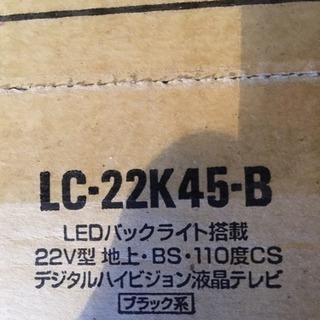 LC-22K45-B
LEDバックライト搭載
22V型 地上・BS・110度CS
デジタルハイビジョン液晶テレビ
ブラック系